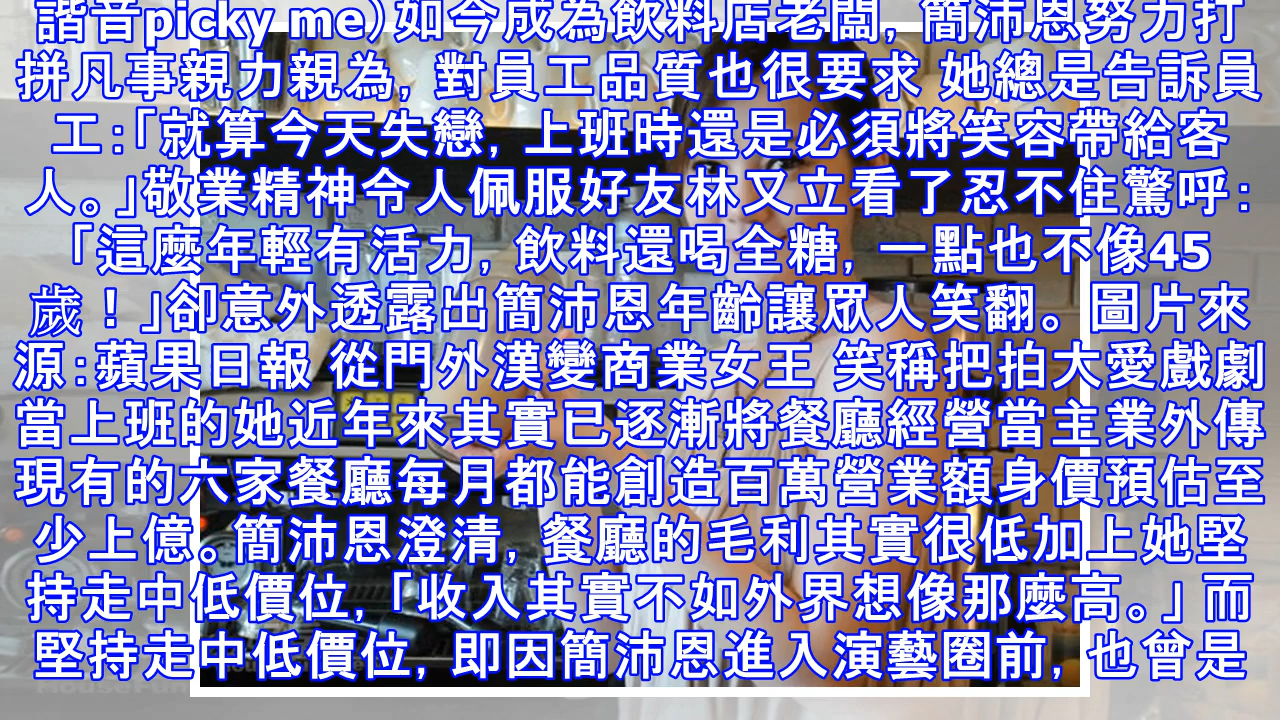 諧音picky me)如今成為飲料店老闆, 簡沛恩努力打
拼凡事親力親為, 對員工品質也很要求 她總是告訴員
工:「就算今天失戀, 上班時還是必須將笑容帶給客
人。」敬業精神令人佩服好友林又立看了忍不住驚呼:
「這麼年輕有活力, 飲料還喝全糖, 一點也不像45
歲！」卻意外透露出簡沛恩年齡讓眾人笑翻。圖片來
源:蘋果日報 從門外漢變商業女王 笑稱把拍大愛戲劇
當上班的她近年來其實已逐漸將餐廳經營當主業外傳
現有的六家餐廳每月都能創造百萬營業額身價預估至
少上億。簡沛恩澄清, 餐廳的毛利其實很低加上她堅
持走中低價位,「收入其實不如外界想像那麼高。」而
堅持走中低價位, 即因簡沛恩進入演藝圈前, 也曾是